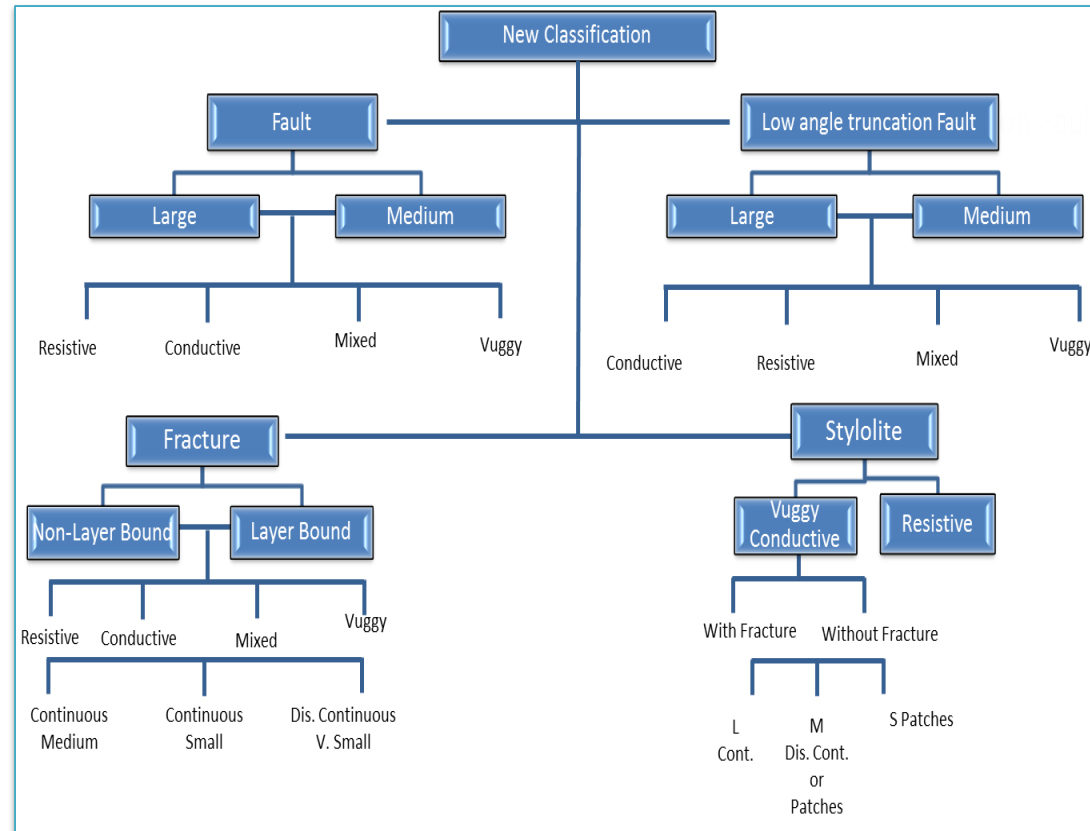 New Classification
Fault
Low angle truncation Fault
Large
Medium
Large
Medium
Resistive
Conductive
Mixed
Vuggy
Conductive
Resistive
Mixed
Vuggy
Fracture
Stylolite
Non-Layer Bound
Layer Bound
Vuggy
Conductive
Resistive
Resistive
Conductive
Mixed
Vuggy
With Fracture
Without Fracture
Continuous
Medium
Continuous
Small
Dis. Continuous
V. Small
L
Cont.
M
Dis. Cont.
or
Patches
S Patches